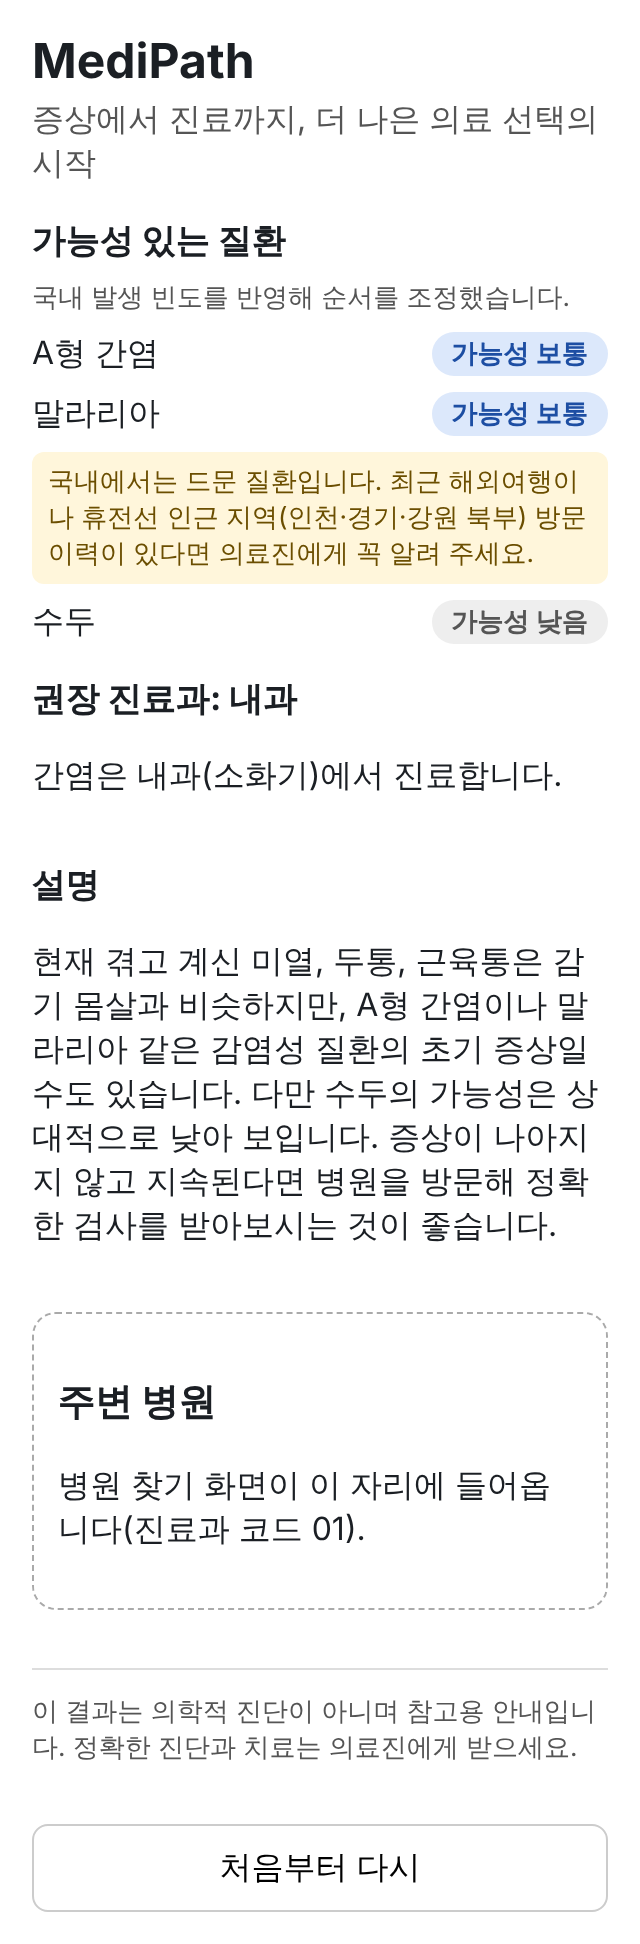 MediPath
증상에서 진료까지, 더 나은 의료 선택의
시작
가능성 있는 질환
국내 발생 빈도를 반영해 순서를 조정했습니다.
A형 간염
가능성 보통
말라리아
가능성 보통
국내에서는 드문 질환입니다. 최근 해외여행이
나 휴전선 인근 지역(인천·경기·강원 북부) 방문
이력이 있다면 의료진에게 꼭 알려 주세요.
수두
가능성 낮음
권장 진료과: 내과
간염은 내과(소화기)에서 진료합니다.
설명
현재 겪고 계신 미열, 두통, 근육통은 감
기 몸살과 비슷하지만, A형 간염이나 말
라리아 같은 감염성 질환의 초기 증상일
수도 있습니다. 다만 수두의 가능성은 상
대적으로 낮아 보입니다. 증상이 나아지
지 않고 지속된다면 병원을 방문해 정확
한 검사를 받아보시는 것이 좋습니다.
주변 병원
병원 찾기 화면이 이 자리에 들어옵
니다(진료과 코드 01).
이 결과는 의학적 진단이 아니며 참고용 안내입니
다. 정확한 진단과 치료는 의료진에게 받으세요.
처음부터 다시